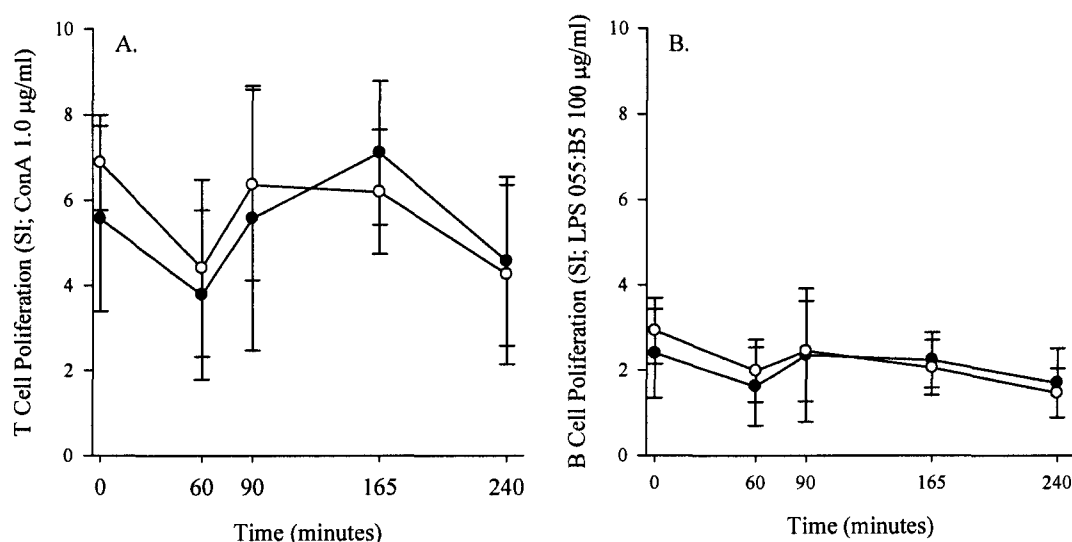 A.
T Cell Poliferation (SI; ConA 1.0 µg/ml)
10
8
6
4
2
0
0 60 90 165 240
Time (minutes)
B.
B Cell Poliferation (SI; LPS 055:B5 100 µg/ml)
10
8
6
4
2
0
0 60 90 165 240
Time (minutes)